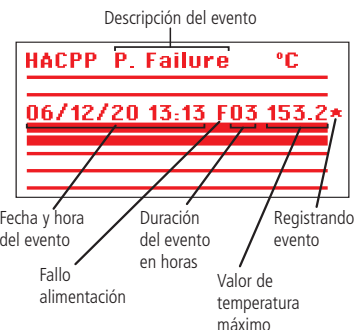 Descripción del evento
HACPP P. Failure °C
06/12/20 13:13 F03 153.2*
Fecha y hora
del evento
Fallo
alimentación
Duración
del evento
en horas
Valor de
temperatura
máximo
Registrando
evento